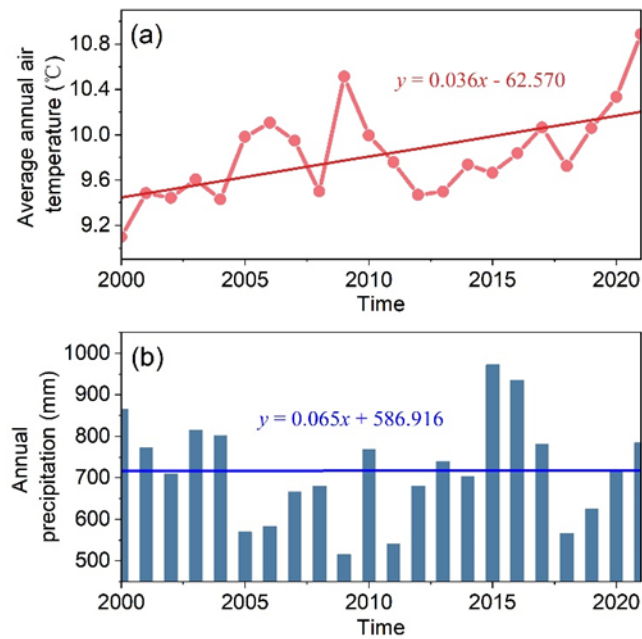 (a)
Average annual air
temperature (℃)
10.8
10.4
10.0
9.6
9.2
y = 0.036x - 62.570
2000
2005
2010
2015
2020
Time
(b)
Annual
precipitation (mm)
1000
900
800
700
600
500
y = 0.065x + 586.916
2000
2005
2010
2015
2020
Time